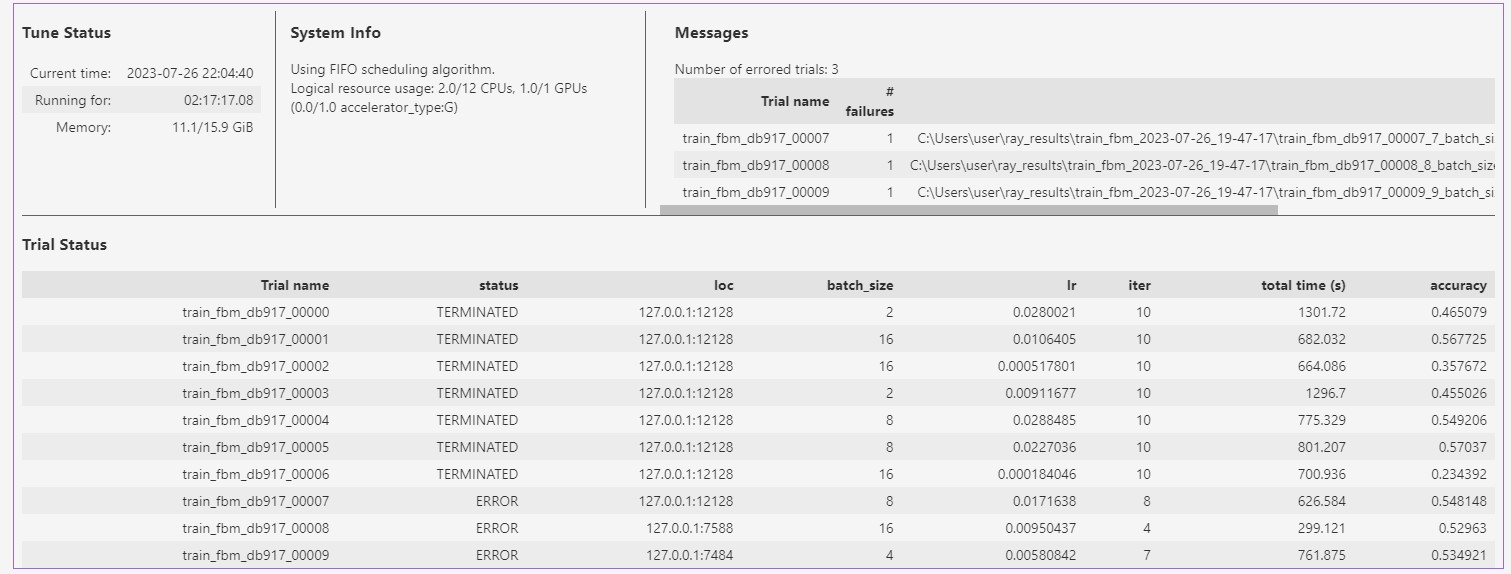 Tune Status
Current time: 2023-07-26 22:04:40
Running for: 02:17:17.08
Memory: 11.1/15.9 GiB
System Info
Using FIFO scheduling algorithm.
Logical resource usage: 2.0/12 CPUs, 1.0/1 GPUs
(0.0/1.0 accelerator_type:G)
Messages
Number of errored trials: 3
Trial name # failures
train_fbm_db917_00007 1 C:\Users\user\ray_results\train_fbm_2023-07-26_19-47-17\train_fbm_db917_00007_7_batch_si
train_fbm_db917_00008 1 C:\Users\user\ray_results\train_fbm_2023-07-26_19-47-17\train_fbm_db917_00008_8_batch_size
train_fbm_db917_00009 1 C:\Users\user\ray_results\train_fbm_2023-07-26_19-47-17\train_fbm_db917_00009_9_batch_si
Trial Status
Trial name status loc batch_size lr iter total time (s) accuracy
train_fbm_db917_00000 TERMINATED 127.0.0.1:12128 2 0.0280021 10 1301.72 0.465079
train_fbm_db917_00001 TERMINATED 127.0.0.1:12128 16 0.0106405 10 682.032 0.567725
train_fbm_db917_00002 TERMINATED 127.0.0.1:12128 16 0.000517801 10 664.086 0.357672
train_fbm_db917_00003 TERMINATED 127.0.0.1:12128 2 0.00911677 10 1296.7 0.455026
train_fbm_db917_00004 TERMINATED 127.0.0.1:12128 8 0.0288485 10 775.329 0.549206
train_fbm_db917_00005 TERMINATED 127.0.0.1:12128 8 0.0227036 10 801.207 0.57037
train_fbm_db917_00006 TERMINATED 127.0.0.1:12128 16 0.000184046 10 700.936 0.234392
train_fbm_db917_00007 ERROR 127.0.0.1:12128 8 0.0171638 8 626.584 0.548148
train_fbm_db917_00008 ERROR 127.0.0.1:7588 16 0.00950437 4 299.121 0.52963
train_fbm_db917_00009 ERROR 127.0.0.1:7484 4 0.00580842 7 761.875 0.534921